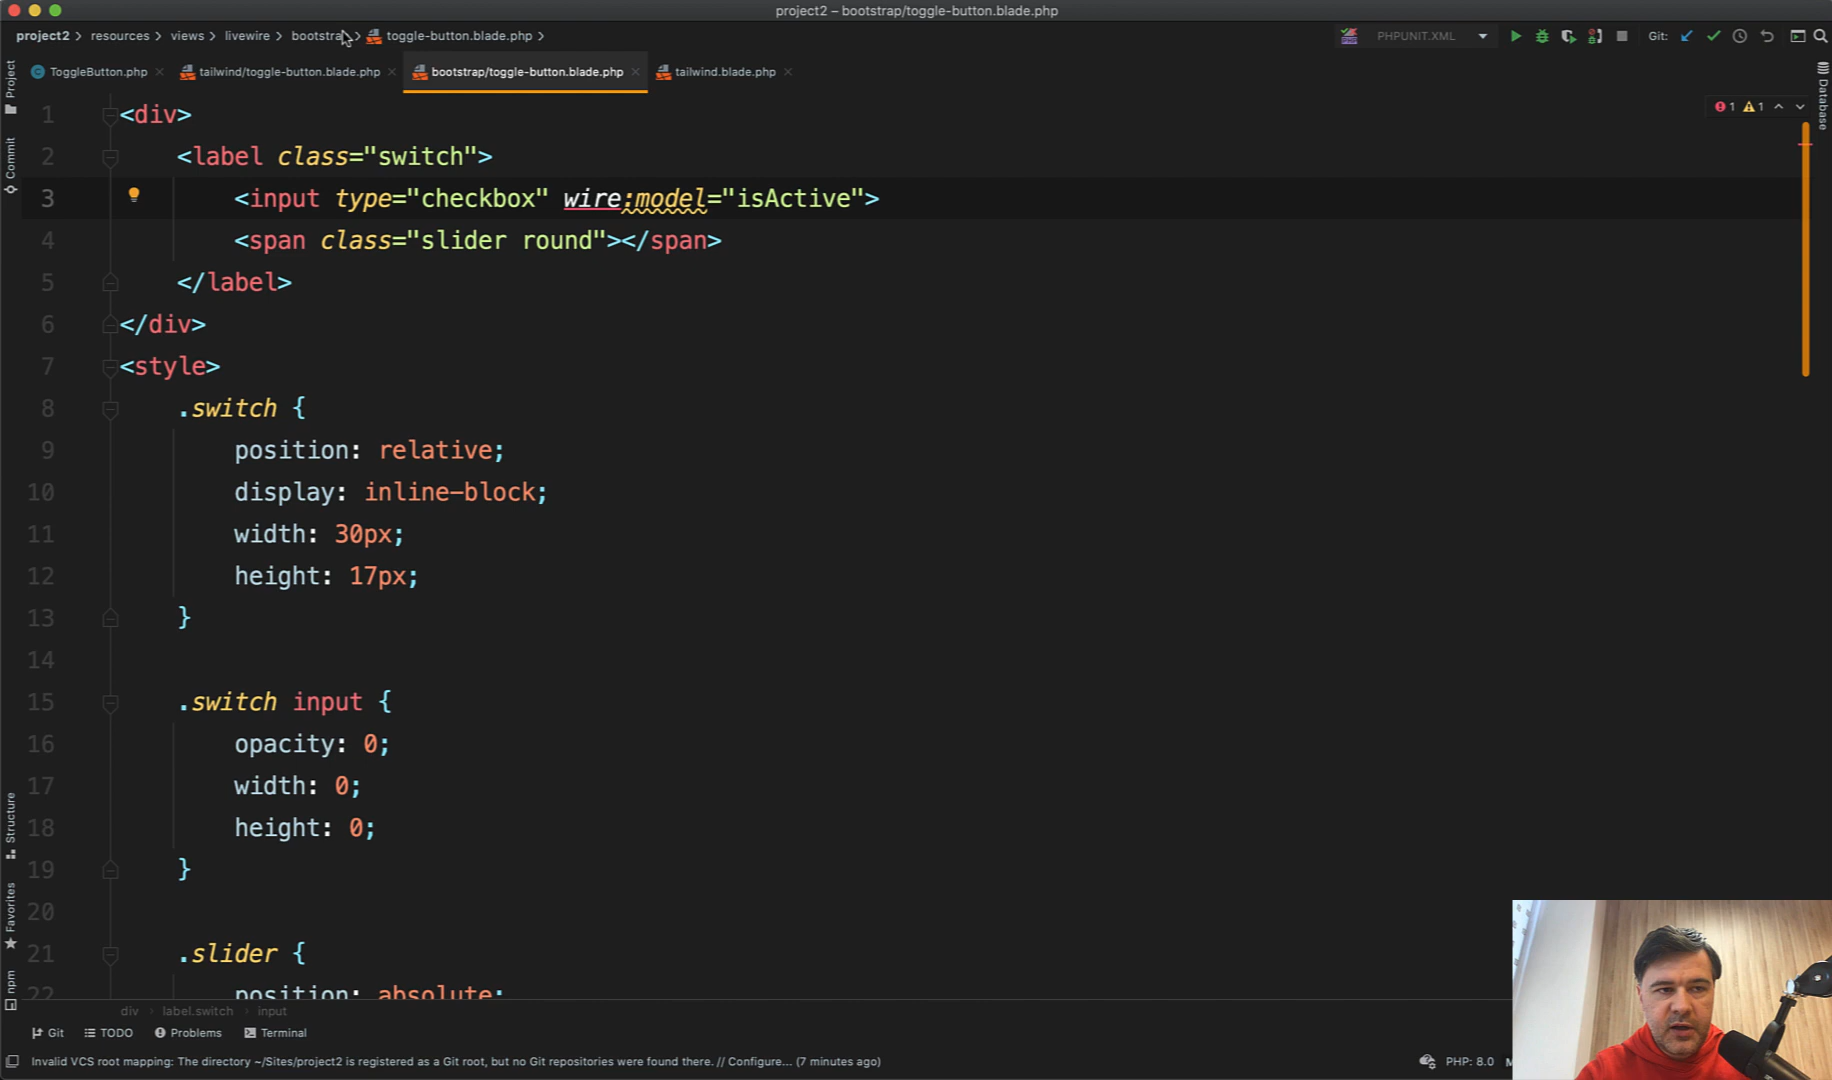 project2 – bootstrap/toggle-button.blade.php
project2 > resources > views > livewire > bootstrap > toggle-button.blade.php >
PHPUNIT.XML
Git:
ToggleButton.php
tailwind/toggle-button.blade.php
bootstrap/toggle-button.blade.php
tailwind.blade.php
Project
Commit
Structure
Favorites
npm
Database
1 1
1 <div>
2 <label class="switch">
3 <input type="checkbox" wire:model="isActive">
4 <span class="slider round"></span>
5 </label>
6 </div>
7 <style>
8 .switch {
9 position: relative;
10 display: inline-block;
11 width: 30px;
12 height: 17px;
13 }
14
15 .switch input {
16 opacity: 0;
17 width: 0;
18 height: 0;
19 }
20
21 .slider {
22 position: absolute;
div > label.switch > input
Git TODO Problems Terminal
Invalid VCS root mapping: The directory ~/Sites/project2 is registered as a Git root, but no Git repositories were found there. // Configure... (7 minutes ago)
PHP: 8.0